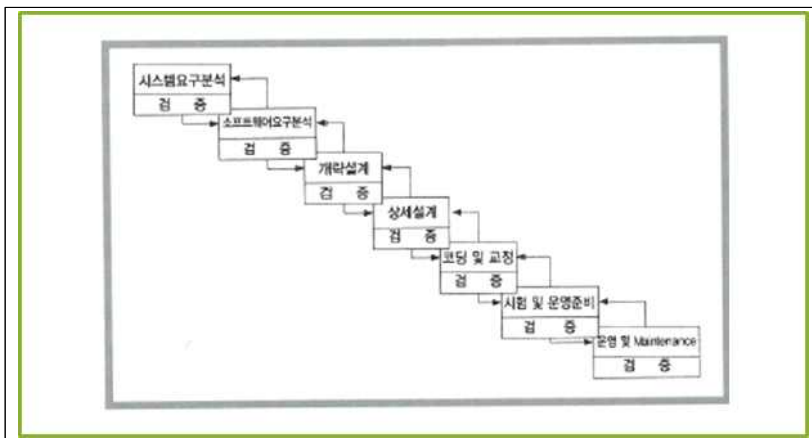 시스템요구분석
검 증
소프트웨어요구분석
검 증
개략설계
검 증
상세설계
검 증
코딩 및 교정
검 증
시험 및 운영준비
검 증
운영 및 Maintenance
검 증